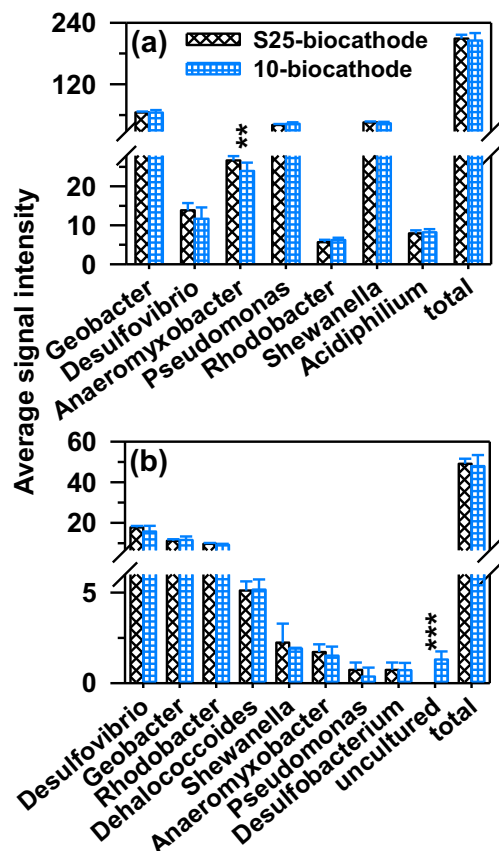 Average signal intensity
240
(a)
S25-biocathode
10-biocathode
120
**
20
10
0
Geobacter
Desulfovibrio
Anaeromyxobacter
Pseudomonas
Rhodobacter
Shewanella
Acidiphilium
total
60
(b)
40
20
5
***
0
Desulfovibrio
Geobacter
Rhodobacter
Dehalococcoides
Shewanella
Anaeromyxobacter
Pseudomonas
Desulfobacterium
uncultured
total